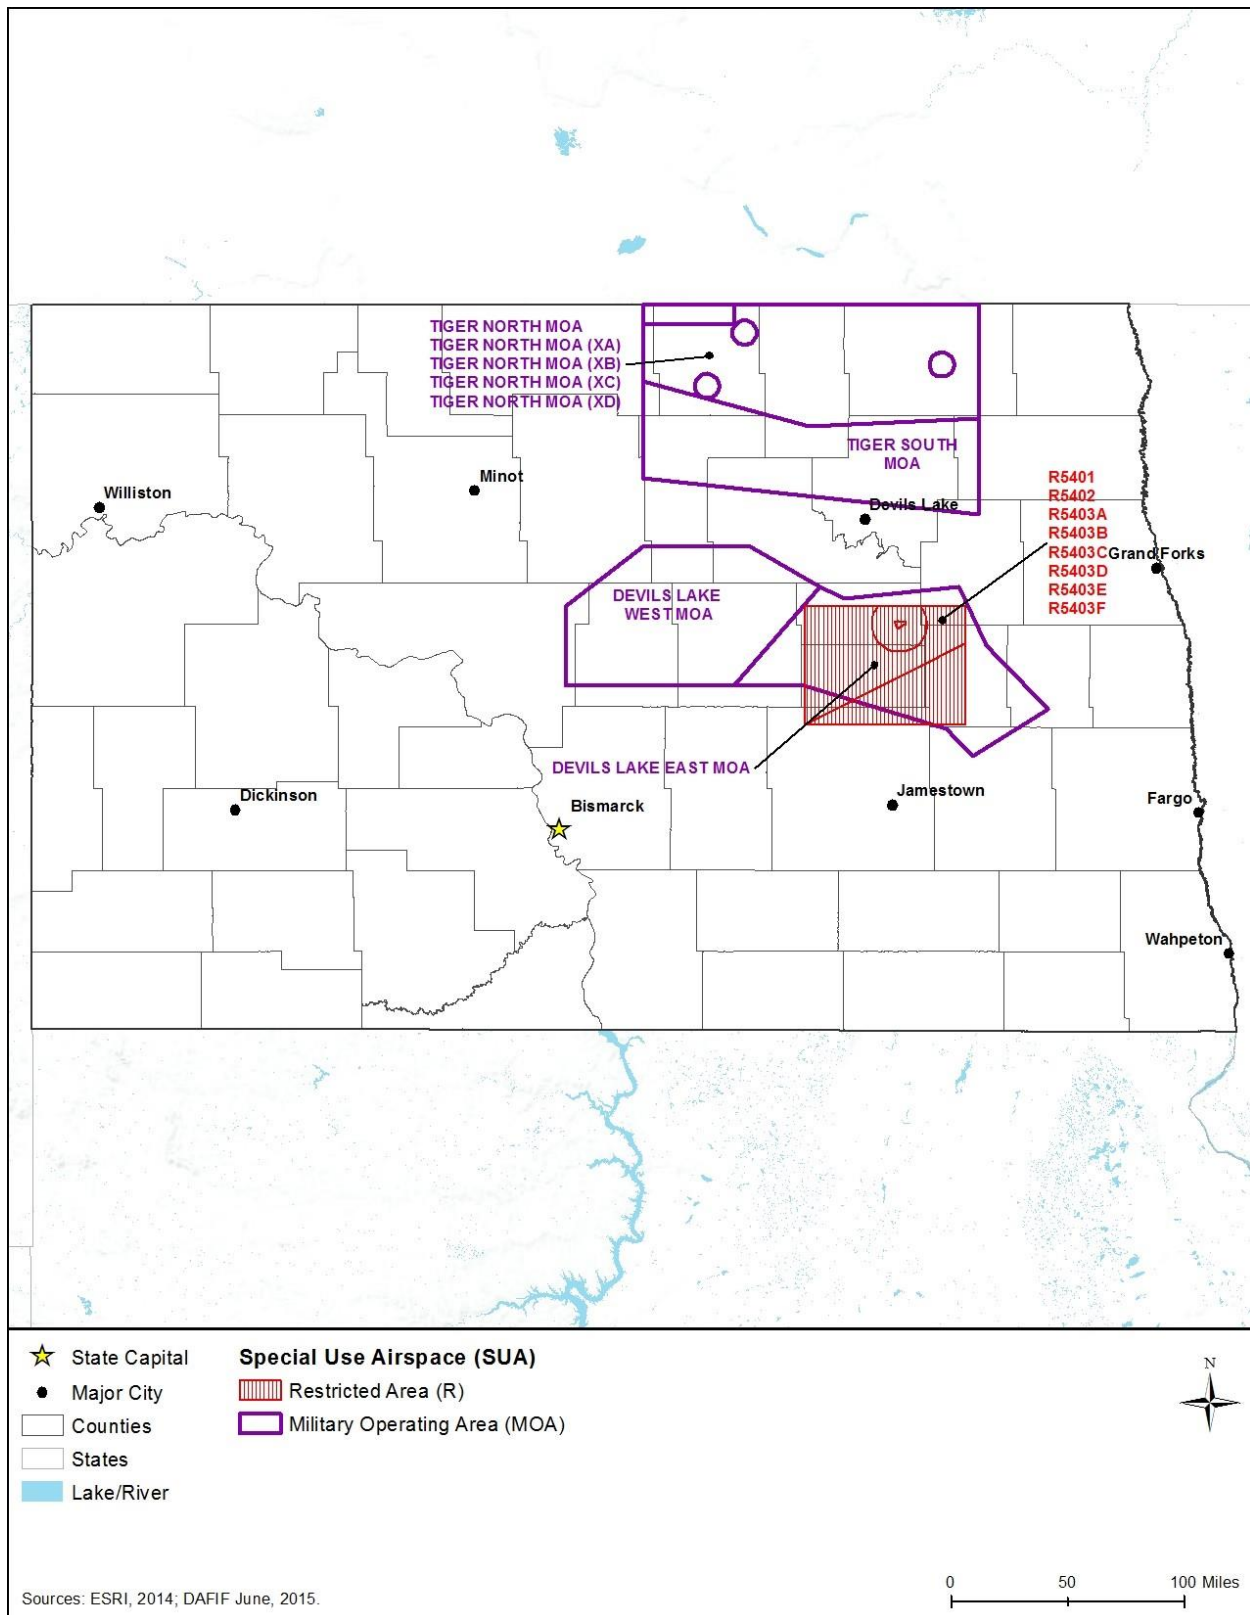 TIGER NORTH MOA
TIGER NORTH MOA (XA)
TIGER NORTH MOA (XB)
TIGER NORTH MOA (XC)
TIGER NORTH MOA (XD)
TIGER SOUTH
MOA
Minot
Williston
Devils Lake
R5401
R5402
R5403A
R5403B
R5403C
R5403D
R5403E
R5403F
Grand Forks
DEVILS LAKE
WEST MOA
DEVILS LAKE EAST MOA
Dickinson
Bismarck
Jamestown
Fargo
Wahpeton
State Capital
Major City
Counties
States
Lake/River
Special Use Airspace (SUA)
Restricted Area (R)
Military Operating Area (MOA)
N
Sources: ESRI, 2014; DAFIF June, 2015.
0 50 100 Miles